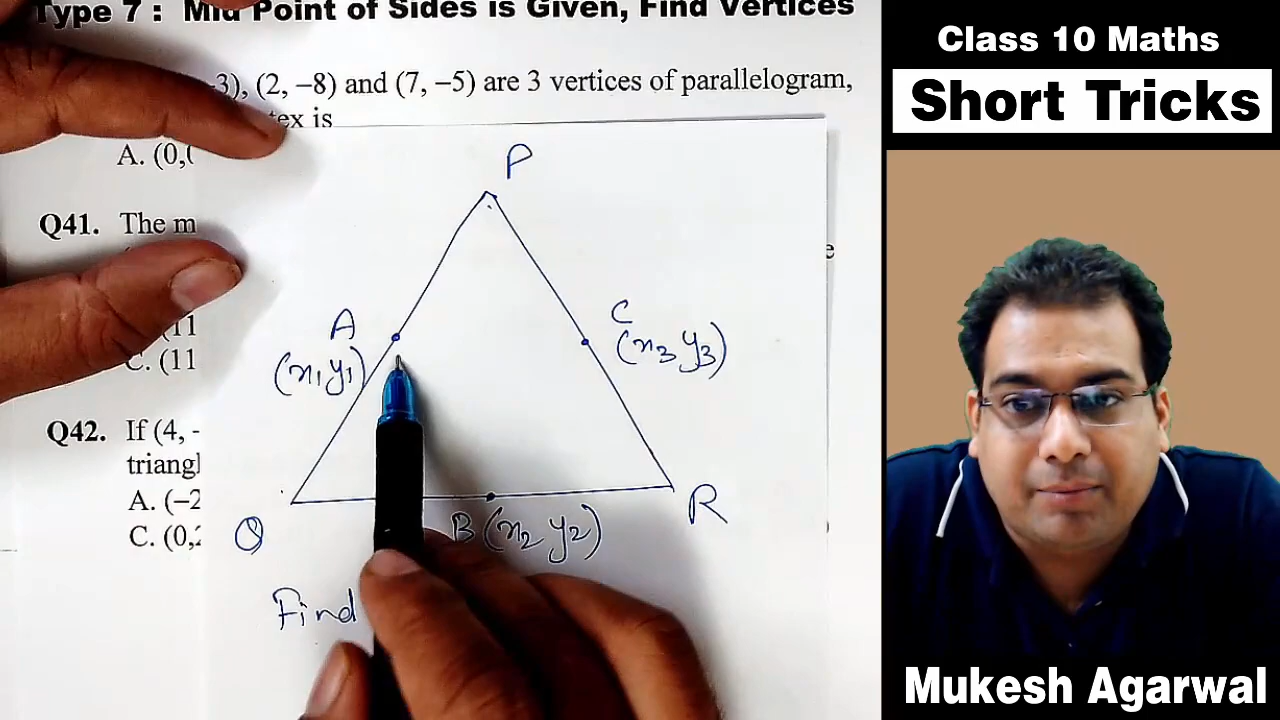 Type 7 : Mid Point of Sides is Given, Find Vertices
-3), (2, −8) and (7, −5) are 3 vertices of parallelogram,
tex is
A. (0,(
Q41. The m
e
(11
C. (11
Q42. If (4, -
triangl
A. (−2
C. (0,2
P
A
(x₁y₁)
C
(x₃ y₃)
Q
B (x₂ y₂)
R
Find
Class 10 Maths
Short Tricks
Mukesh Agarwal